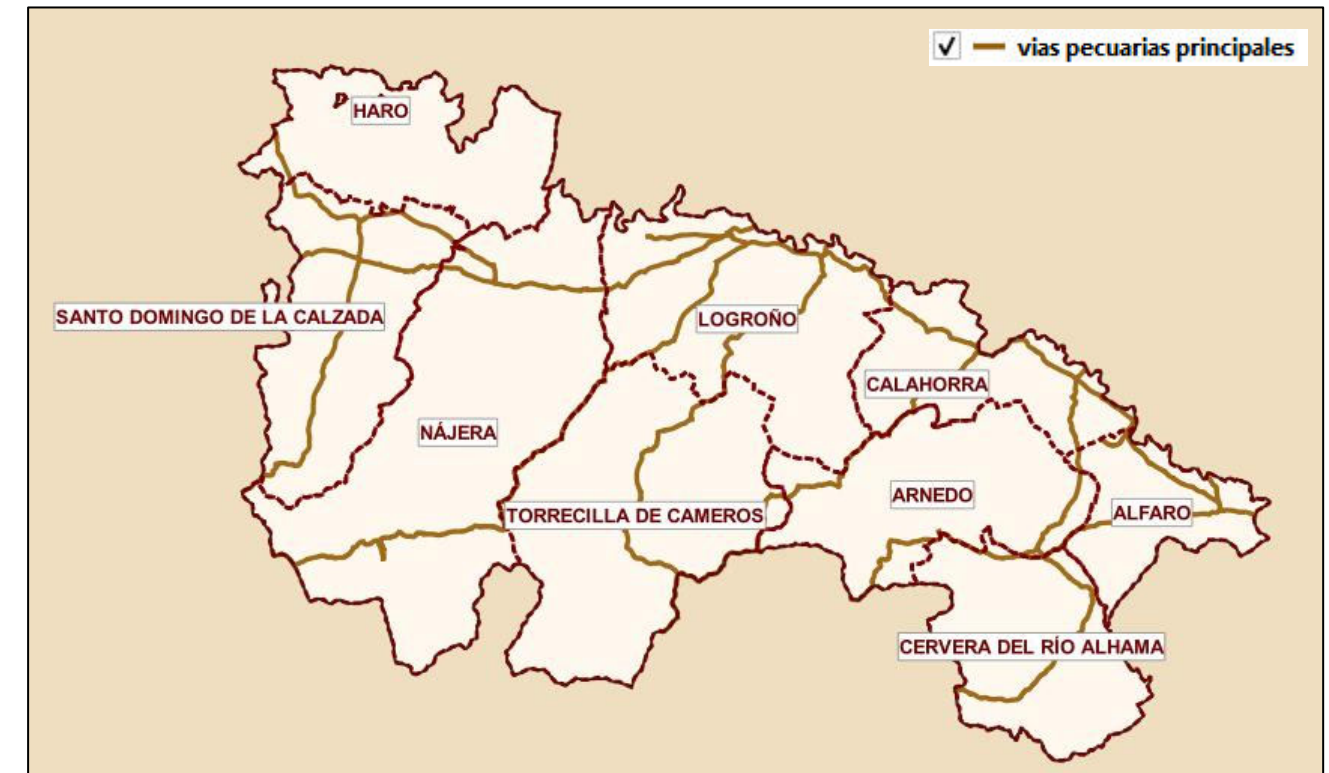 vias pecuarias principales
HARO
SANTO DOMINGO DE LA CALZADA
LOGROÑO
CALAHORRA
NÁJERA
ARNEDO
TORRECILLA DE CAMEROS
ALFARO
CERVERA DEL RÍO ALHAMA